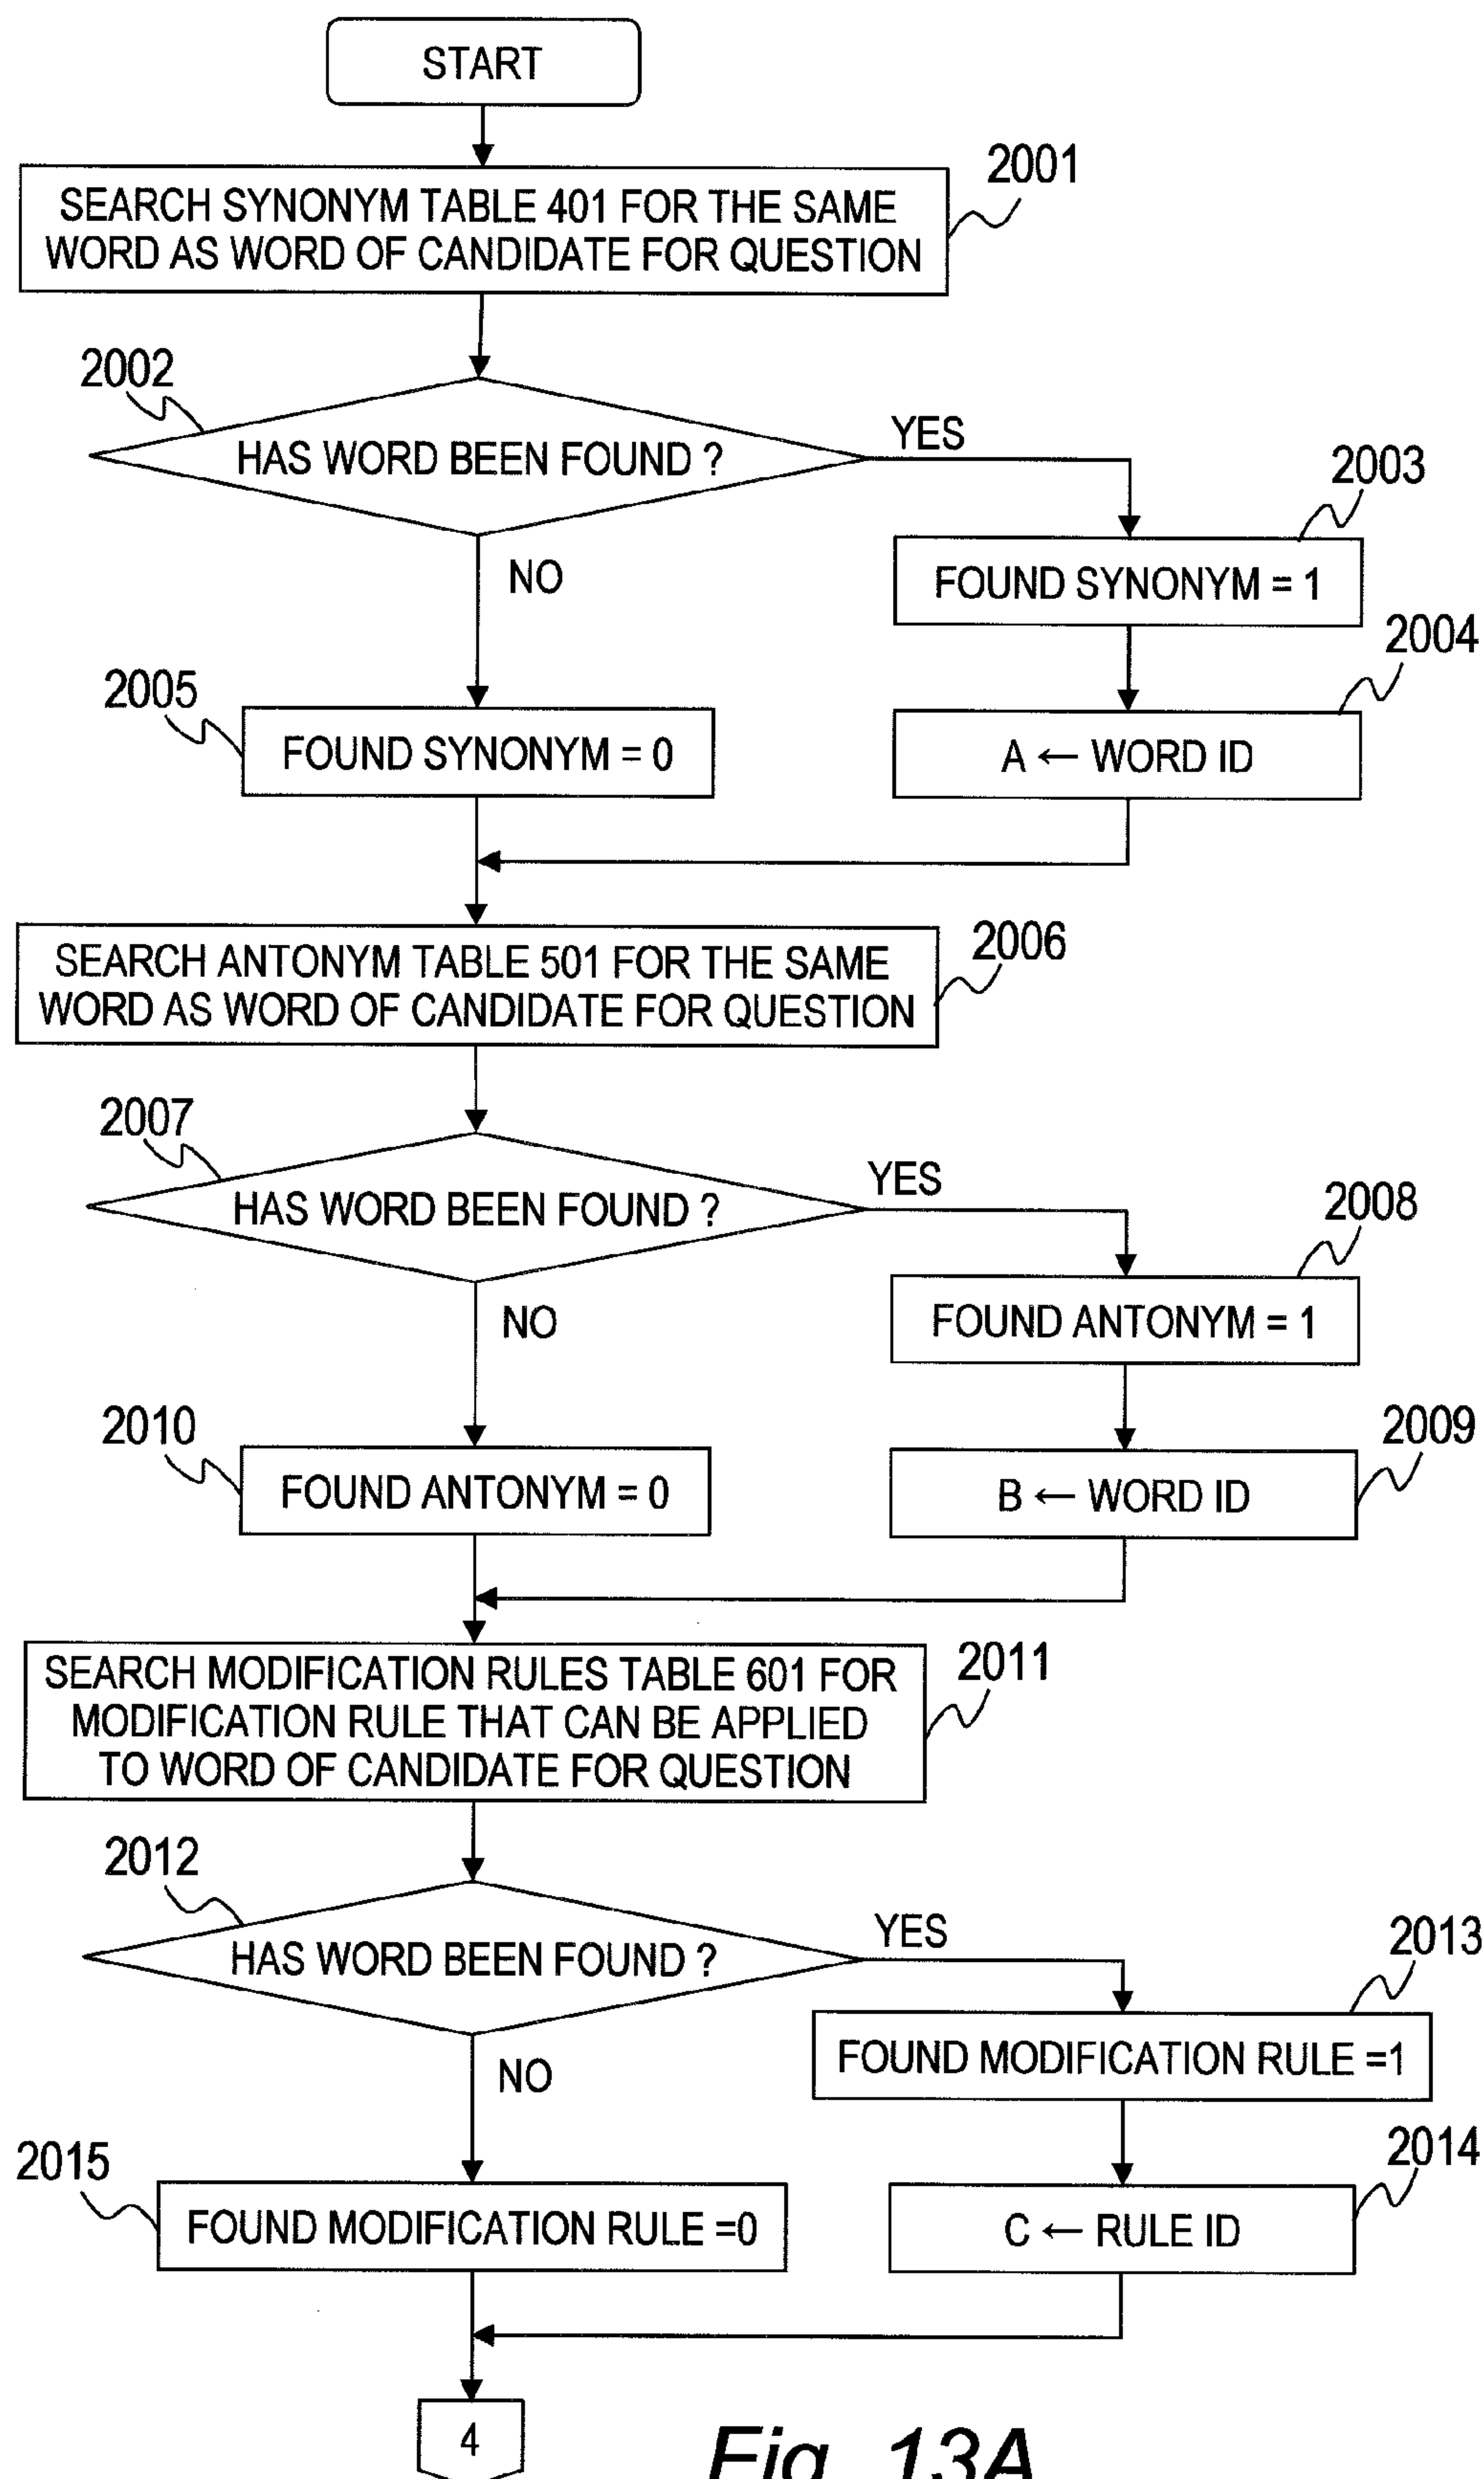 START
2001
SEARCH SYNONYM TABLE 401 FOR THE SAME
WORD AS WORD OF CANDIDATE FOR QUESTION
2002
HAS WORD BEEN FOUND ?
YES
2003
NO
FOUND SYNONYM = 1
2004
2005
FOUND SYNONYM = 0
A ← WORD ID
2006
SEARCH ANTONYM TABLE 501 FOR THE SAME
WORD AS WORD OF CANDIDATE FOR QUESTION
2007
HAS WORD BEEN FOUND ?
YES
2008
NO
FOUND ANTONYM = 1
2009
2010
FOUND ANTONYM = 0
B ← WORD ID
2011
SEARCH MODIFICATION RULES TABLE 601 FOR
MODIFICATION RULE THAT CAN BE APPLIED
TO WORD OF CANDIDATE FOR QUESTION
2012
HAS WORD BEEN FOUND ?
YES
2013
NO
FOUND MODIFICATION RULE =1
2014
2015
FOUND MODIFICATION RULE =0
C ← RULE ID
4
Fig. 13A